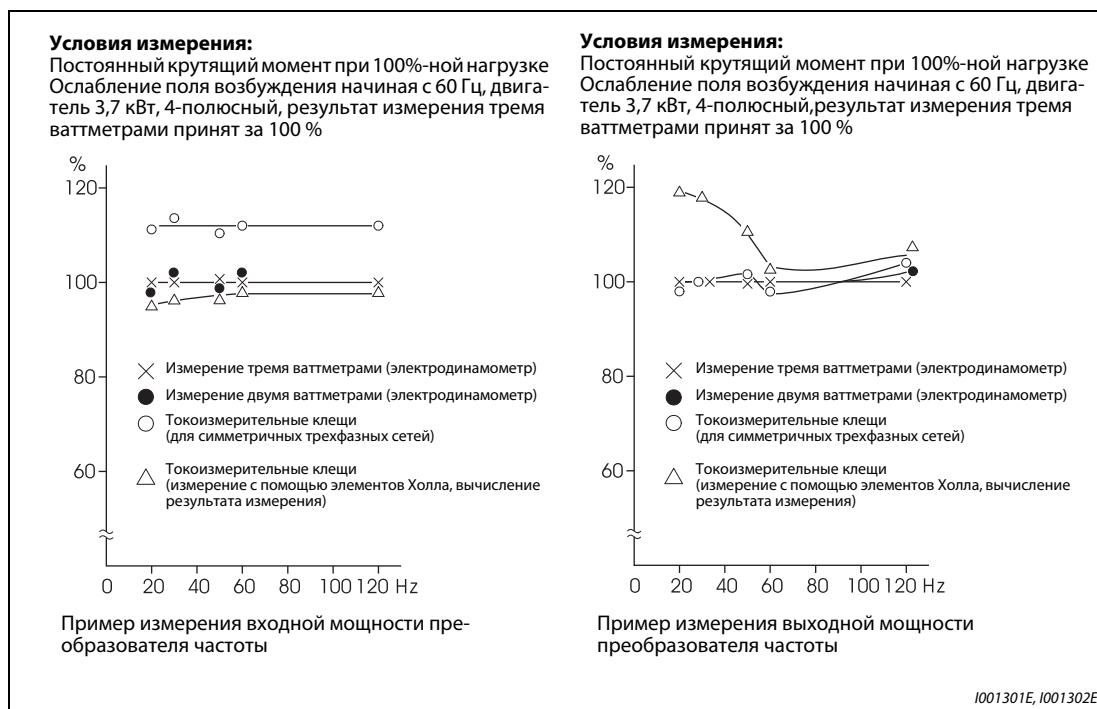 Условия измерения:
Постоянный крутящий момент при 100%-ной нагрузке
Ослабление поля возбуждения начиная с 60 Гц, двига-
тель 3,7 кВт, 4-полюсный, результат измерения тремя
ваттметрами принят за 100 %
%
120
100
80
60
Измерение тремя ваттметрами (электродинамометр)
Измерение двумя ваттметрами (электродинамометр)
Токоизмерительные клещи
(для симметричных трехфазных сетей)
Токоизмерительные клещи
(измерение с помощью элементов Холла, вычисление
результата измерения)
0 20 40 60 80 100 120 Hz
Пример измерения входной мощности пре-
образователя частоты
Условия измерения:
Постоянный крутящий момент при 100%-ной нагрузке
Ослабление поля возбуждения начиная с 60 Гц, двига-
тель 3,7 кВт, 4-полюсный,результат измерения тремя
ваттметрами принят за 100 %
%
120
100
80
60
Измерение тремя ваттметрами (электродинамометр)
Измерение двумя ваттметрами (электродинамометр)
Токоизмерительные клещи
(для симметричных трехфазных сетей)
Токоизмерительные клещи
(измерение с помощью элементов Холла, вычисление
результата измерения)
0 20 40 60 80 100 120 Hz
Пример измерения выходной мощности
преобразователя частоты
I001301E, I001302E